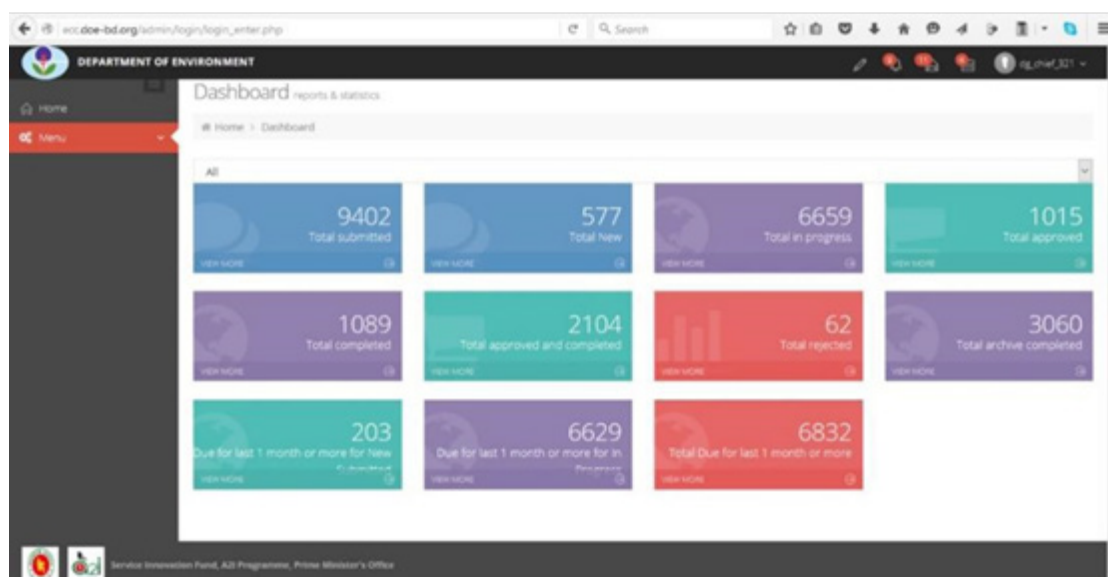 ecc.doe-bd.org/admin/login/login_enter.php
Search
DEPARTMENT OF ENVIRONMENT
Dashboard reports & statistics
Home
Home > Dashboard
Menu
All
9402
Total submitted
VIEW MORE
577
Total New
VIEW MORE
6659
Total in progress
VIEW MORE
1015
Total approved
VIEW MORE
1089
Total completed
VIEW MORE
2104
Total approved and completed
VIEW MORE
62
Total rejected
VIEW MORE
3060
Total archive completed
VIEW MORE
203
Due for last 1 month or more for New
Submitted
VIEW MORE
6629
Due for last 1 month or more for In
Progress
VIEW MORE
6832
Total Due for last 1 month or more
VIEW MORE
a2i
Service Innovation Fund, A2I Programme, Prime Minister's Office